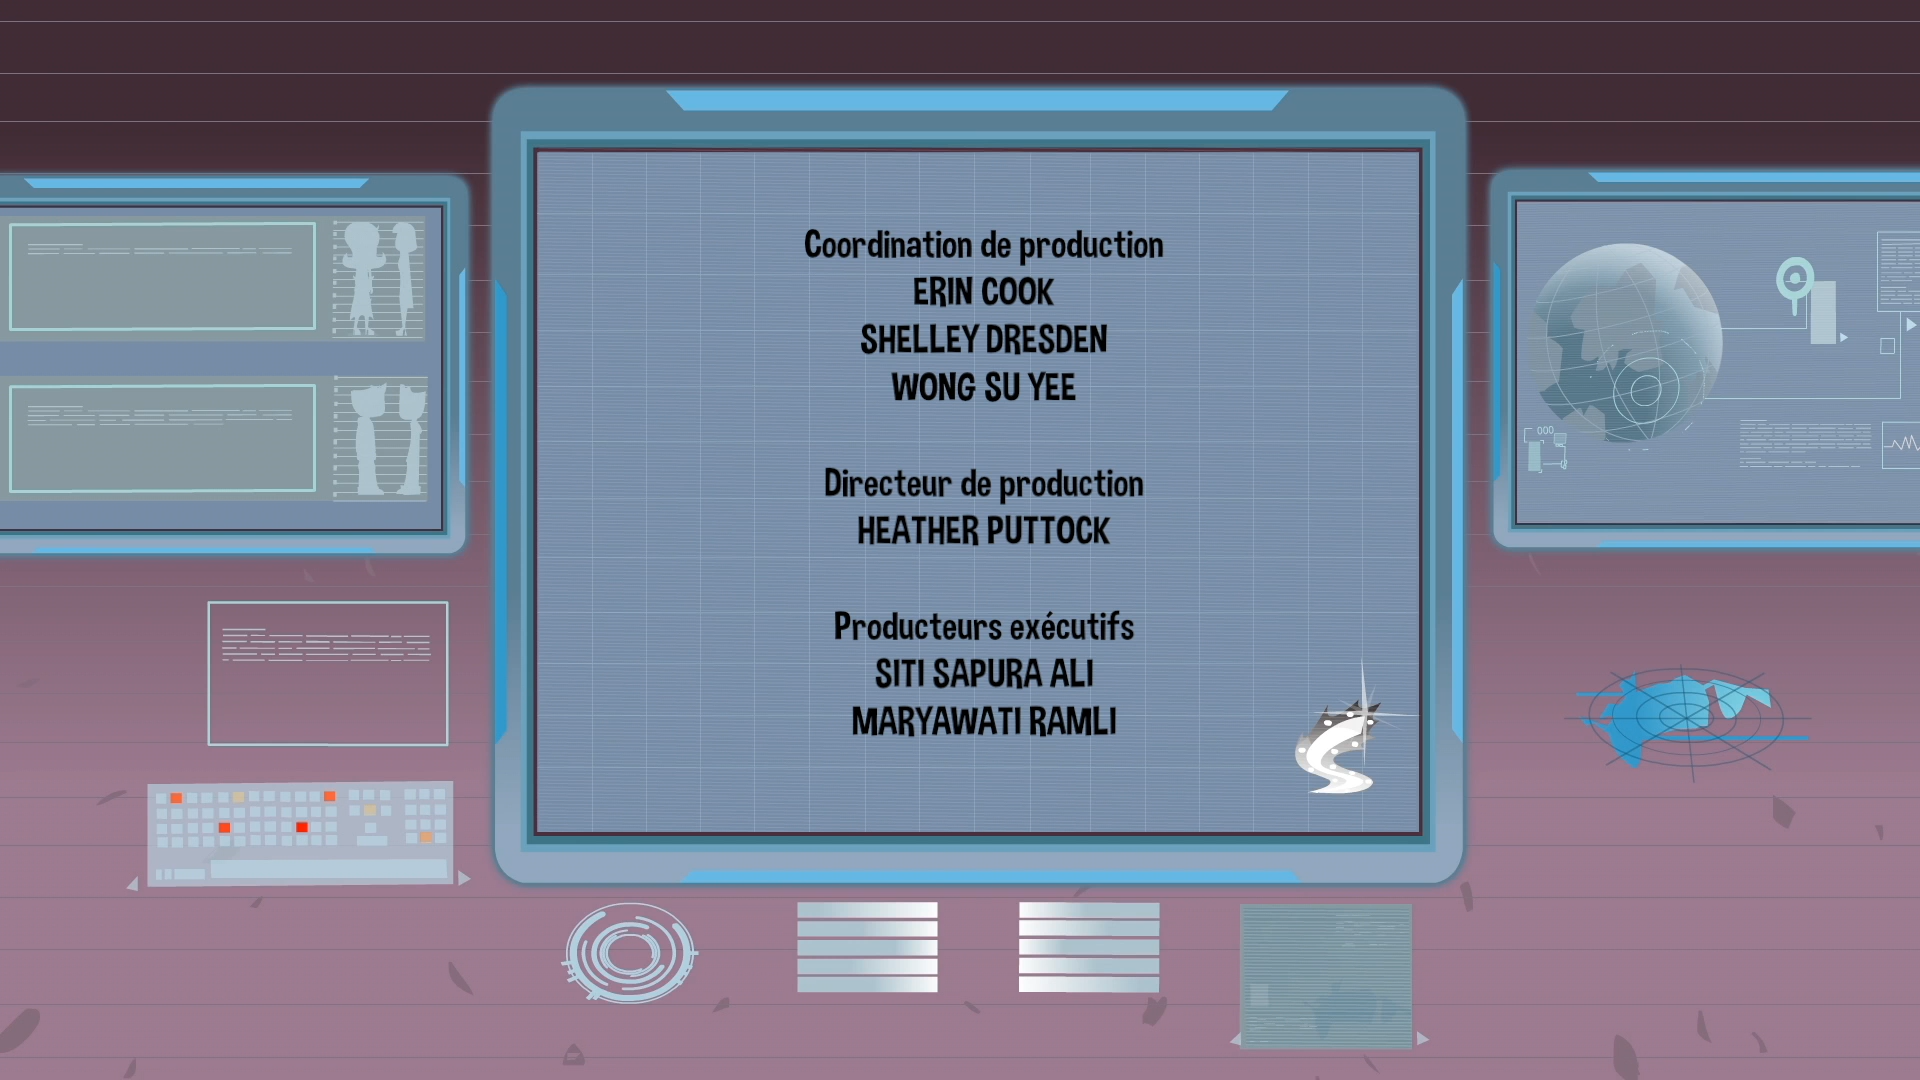 Coordination de production
ERIN COOK
SHELLEY DRESDEN
WONG SU YEE
Directeur de production
HEATHER PUTTOCK
Producteurs exécutifs
SITI SAPURA ALI
MARYAWATI RAMLI
000